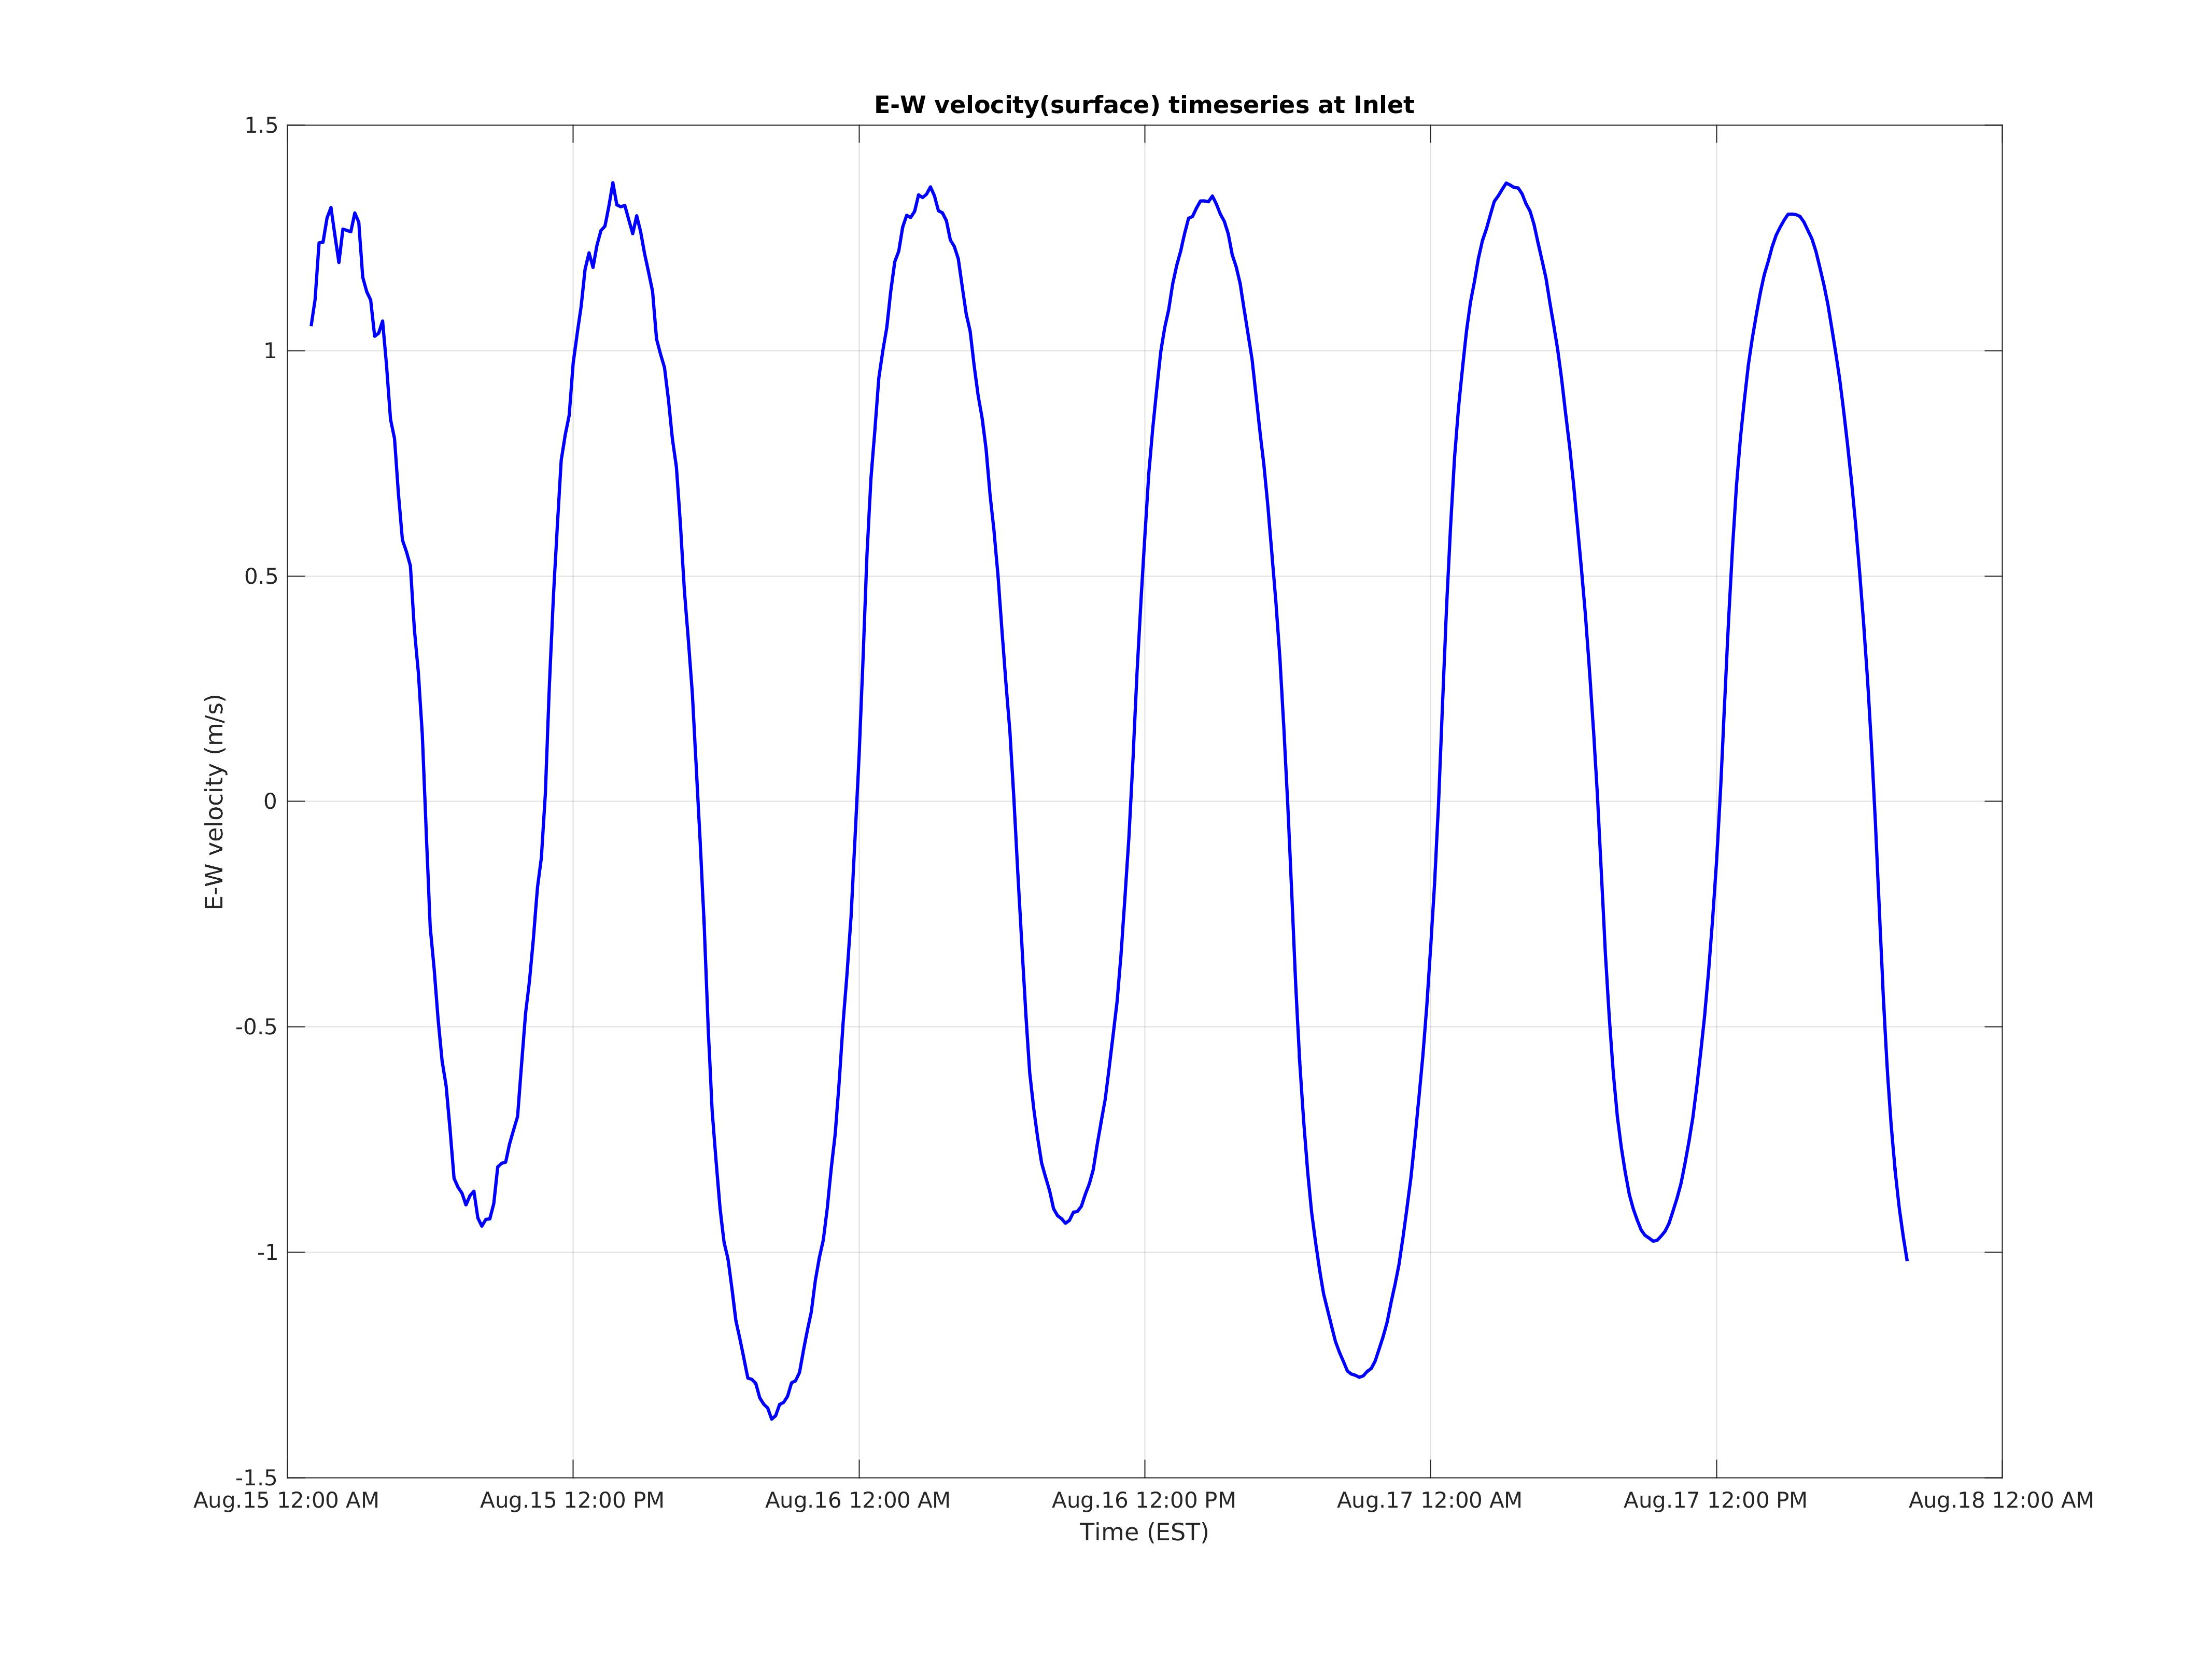 E-W velocity(surface) timeseries at Inlet
1.5
1
0.5
0
-0.5
-1
-1.5
E-W velocity (m/s)
Aug.15 12:00 AM Aug.15 12:00 PM Aug.16 12:00 AM Aug.16 12:00 PM Aug.17 12:00 AM Aug.17 12:00 PM Aug.18 12:00 AM
Time (EST)